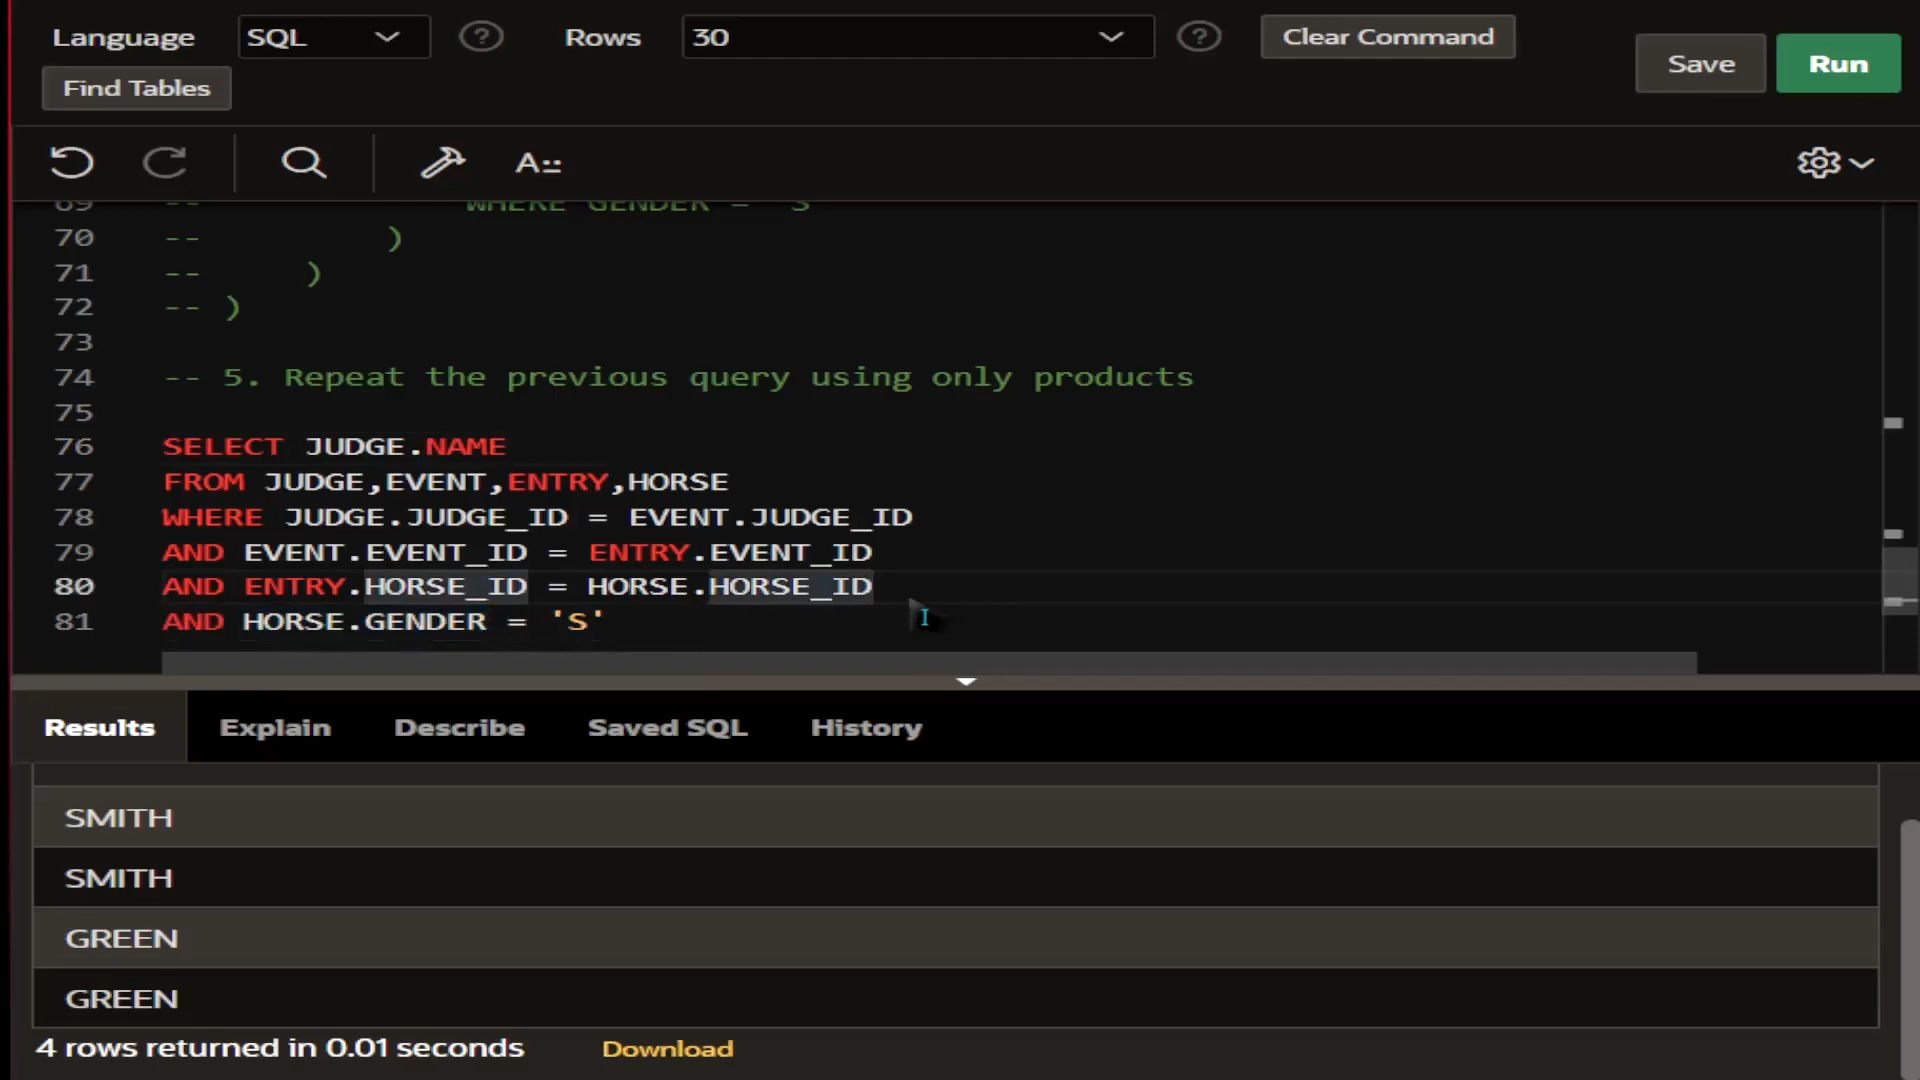 Language SQL ? Rows 30 ? Clear Command Save Run
Find Tables
A::
69 -- WHERE GENDER = 'S'
70 -- )
71 -- )
72 -- )
73
74 -- 5. Repeat the previous query using only products
75
76 SELECT JUDGE.NAME
77 FROM JUDGE,EVENT,ENTRY,HORSE
78 WHERE JUDGE.JUDGE_ID = EVENT.JUDGE_ID
79 AND EVENT.EVENT_ID = ENTRY.EVENT_ID
80 AND ENTRY.HORSE_ID = HORSE.HORSE_ID
81 AND HORSE.GENDER = 'S'
Results Explain Describe Saved SQL History
SMITH
SMITH
GREEN
GREEN
4 rows returned in 0.01 seconds Download